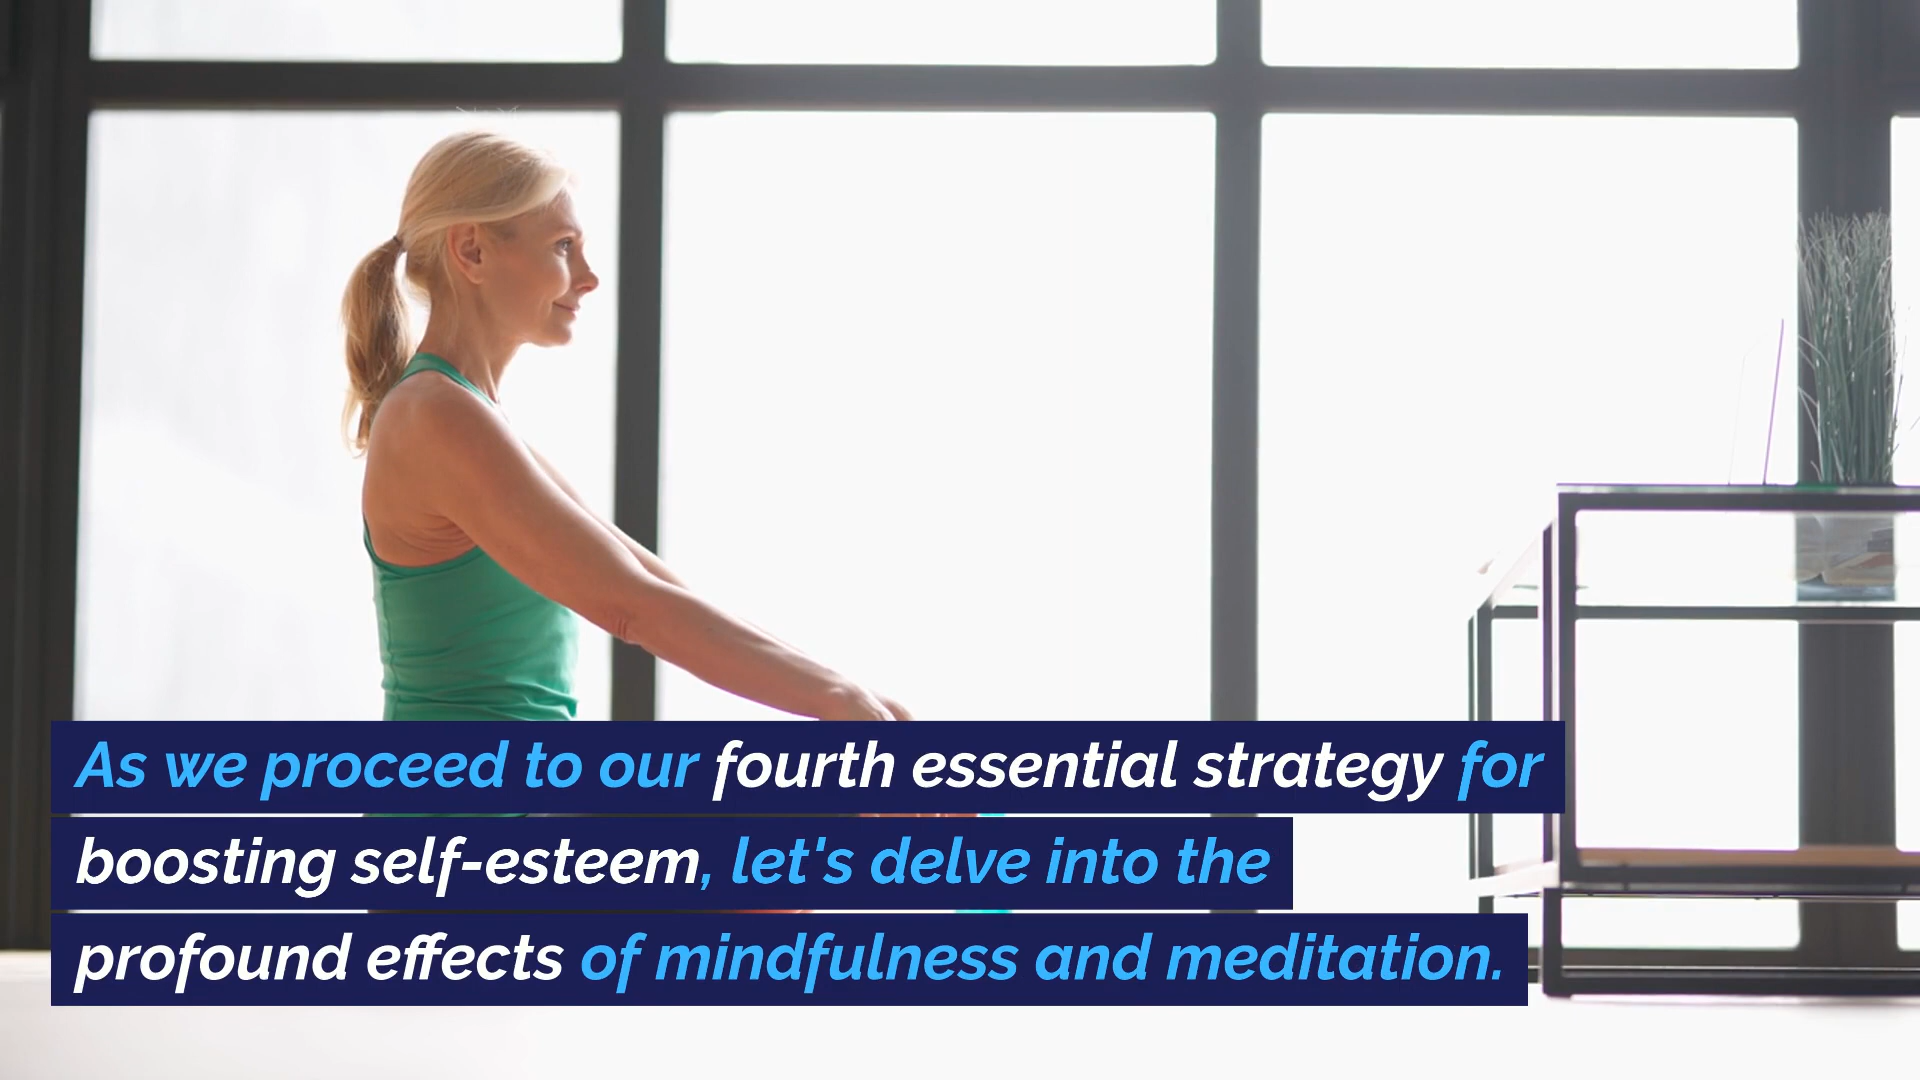 As we proceed to our fourth essential strategy for
boosting self-esteem, let's delve into the
profound effects of mindfulness and meditation.